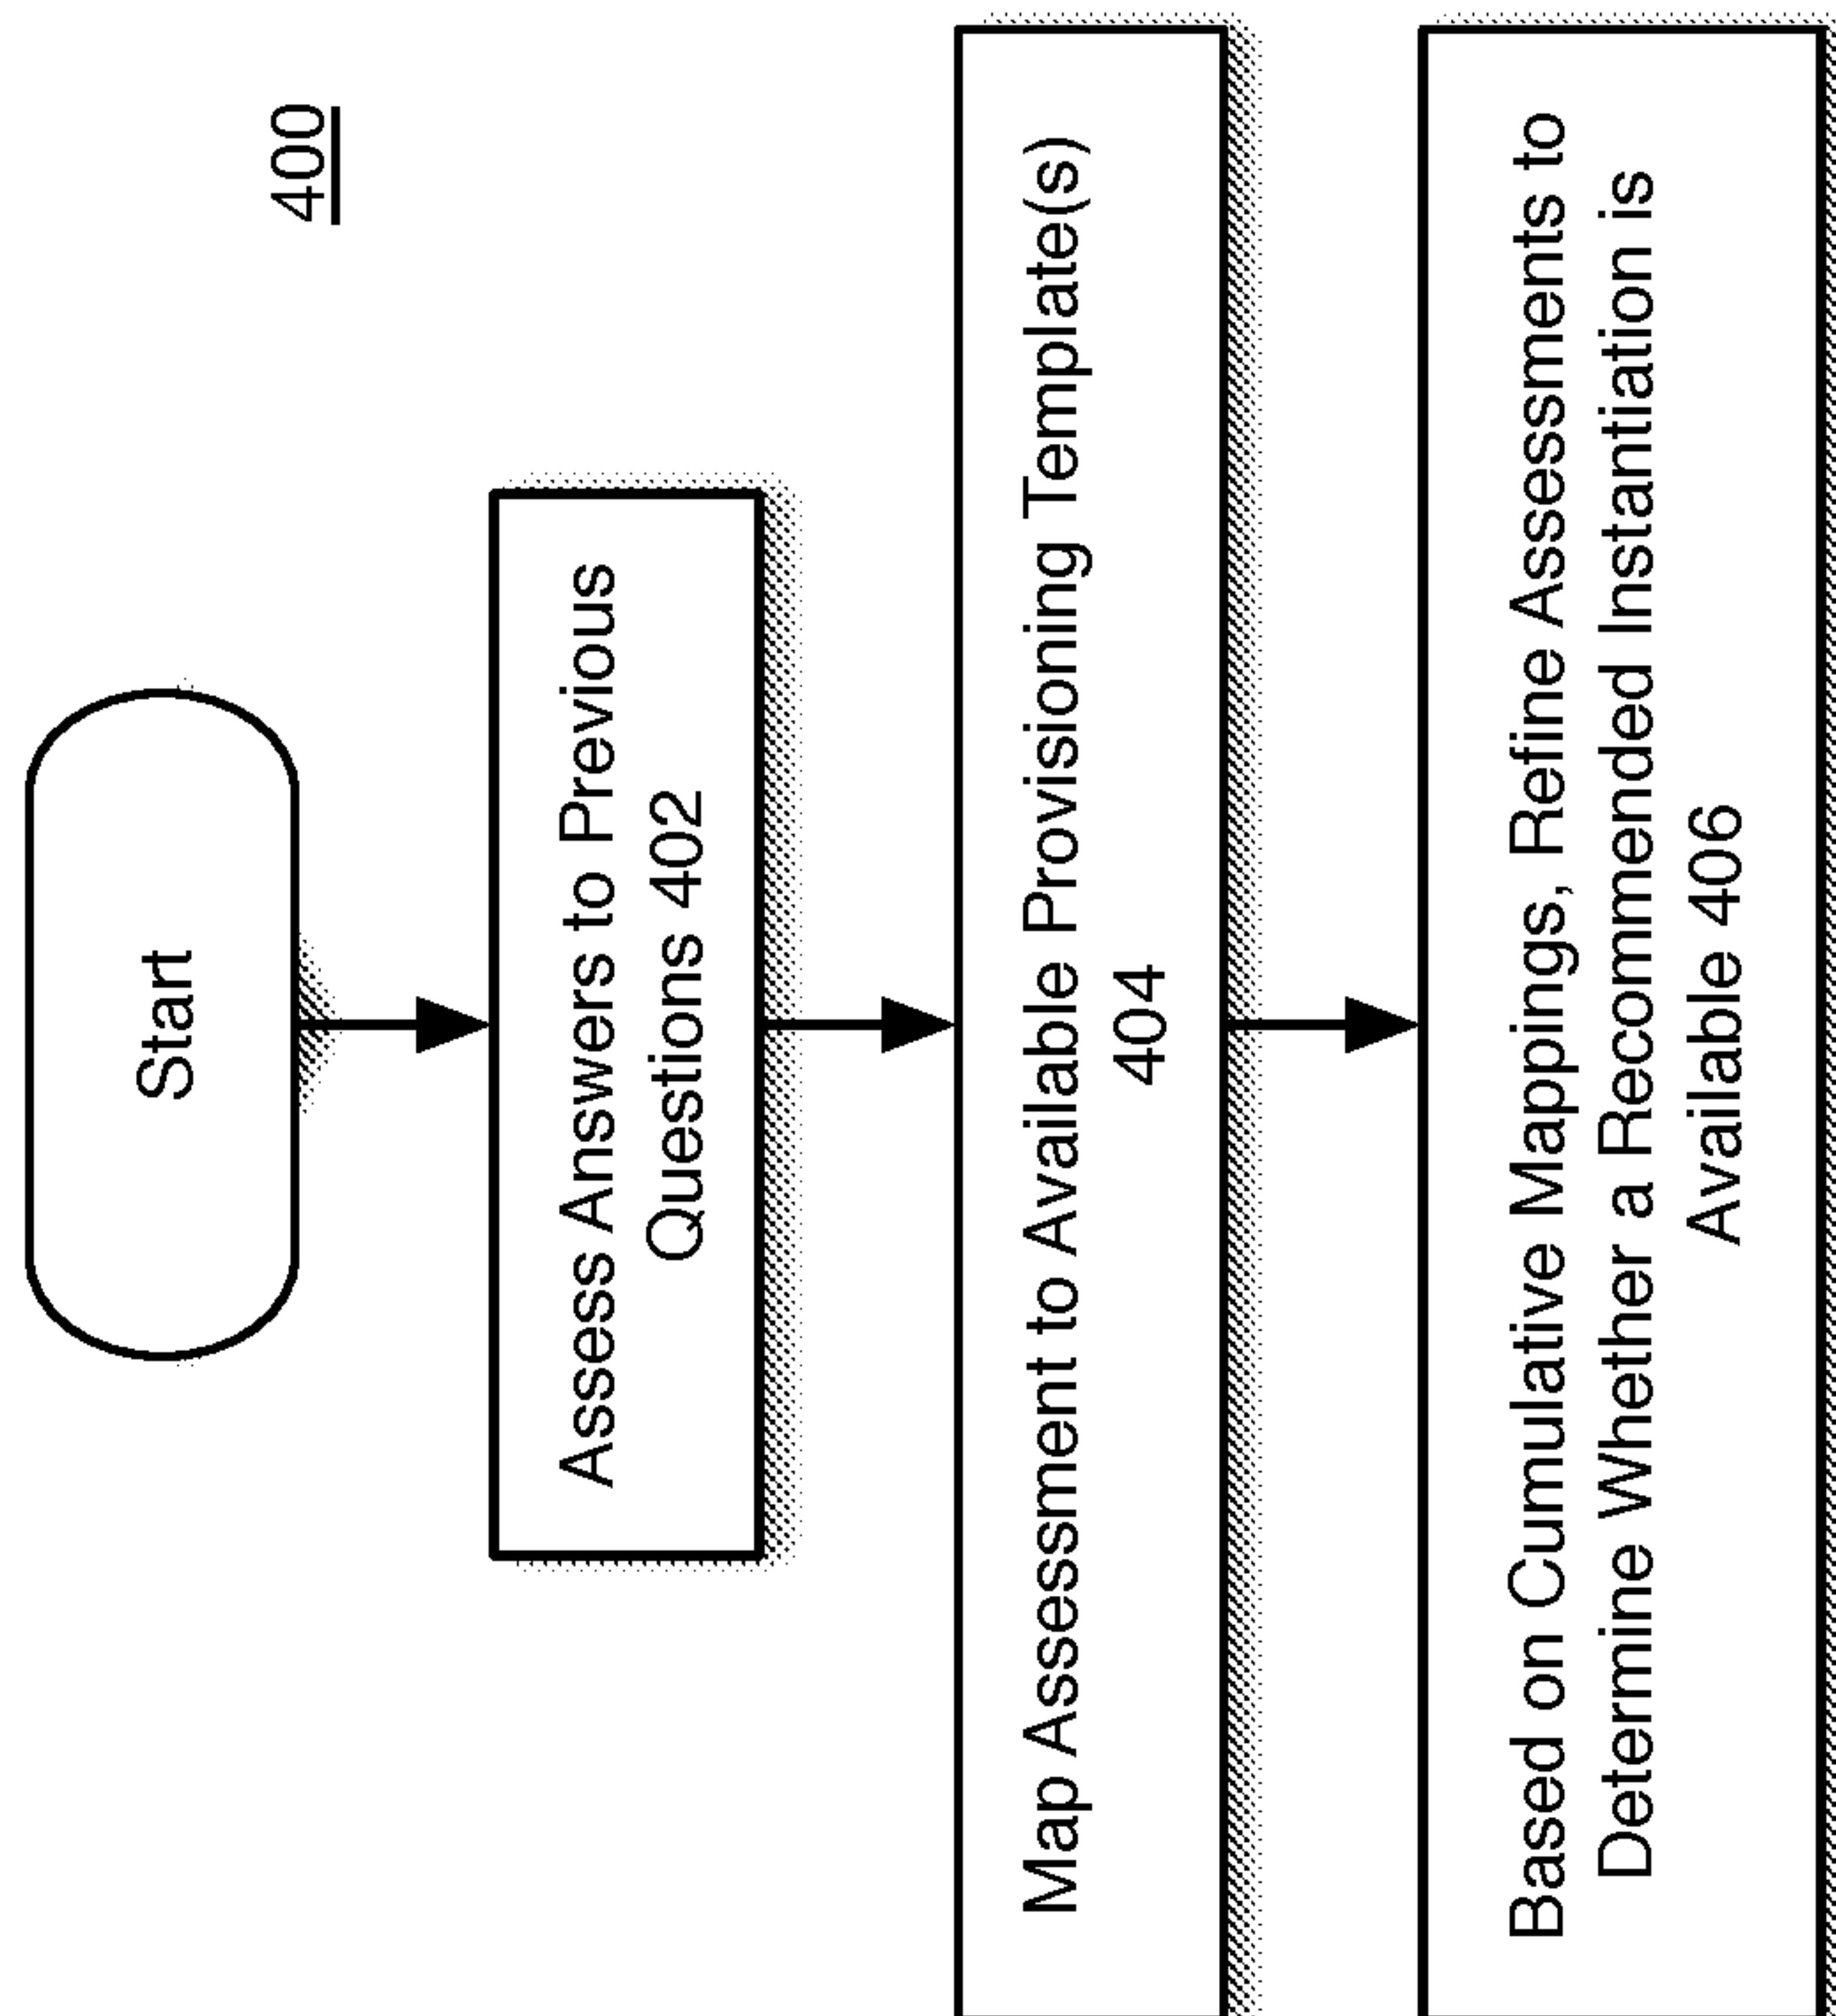 400
Start
Assess Answers to Previous
Questions 402
Map Assessment to Available Provisioning Template(s)
404
Based on Cumulative Mappings, Refine Assessments to
Determine Whether a Recommended Instantiation is
Available 406